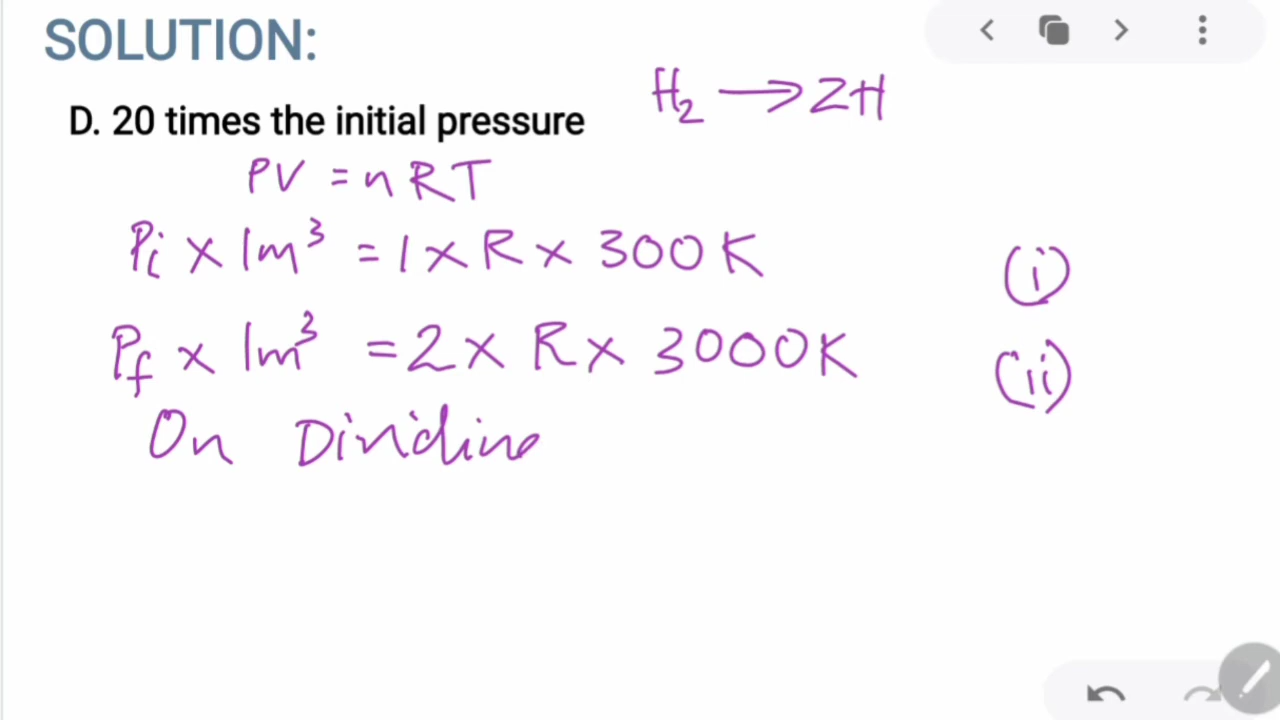 SOLUTION:
H₂ → 2H
D. 20 times the initial pressure
PV = nRT
Pi × 1m³ = 1 × R × 300 K (i)
Pf × 1m³ = 2 × R × 3000K (ii)
On Dividing